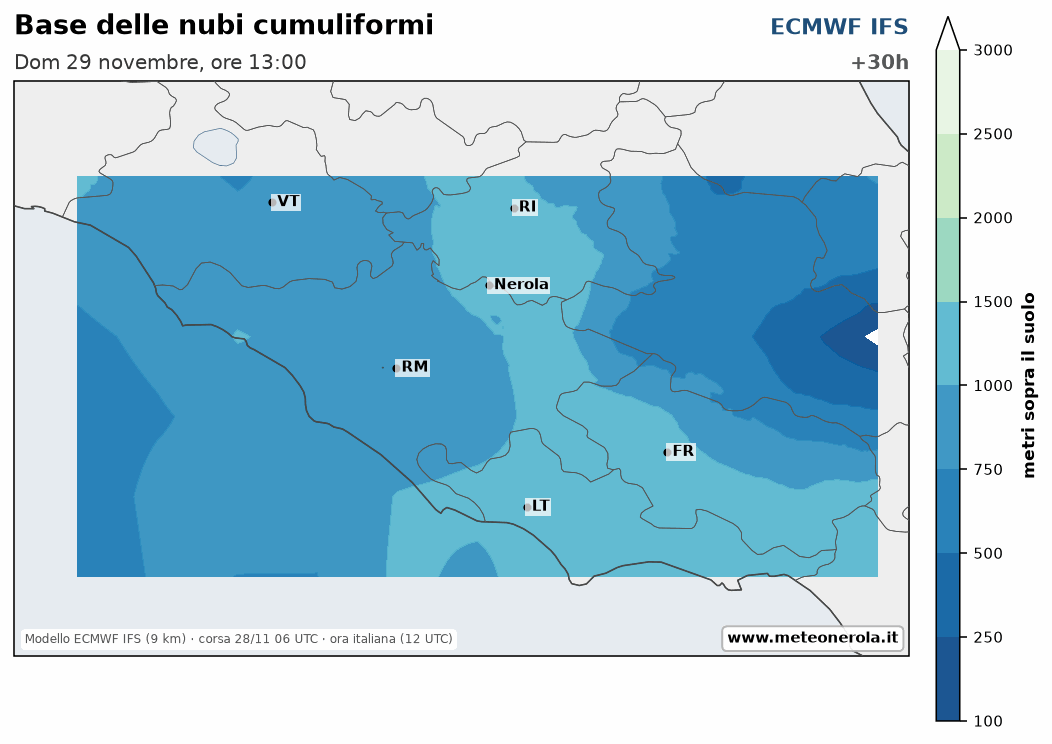 Base delle nubi cumuliformi
ECMWF IFS
Dom 29 novembre, ore 13:00
+30h
VT
RI
Nerola
RM
FR
LT
Modello ECMWF IFS (9 km) · corsa 28/11 06 UTC · ora italiana (12 UTC)
www.meteonerola.it
3000
2500
2000
1500
1000
750
500
250
100
metri sopra il suolo